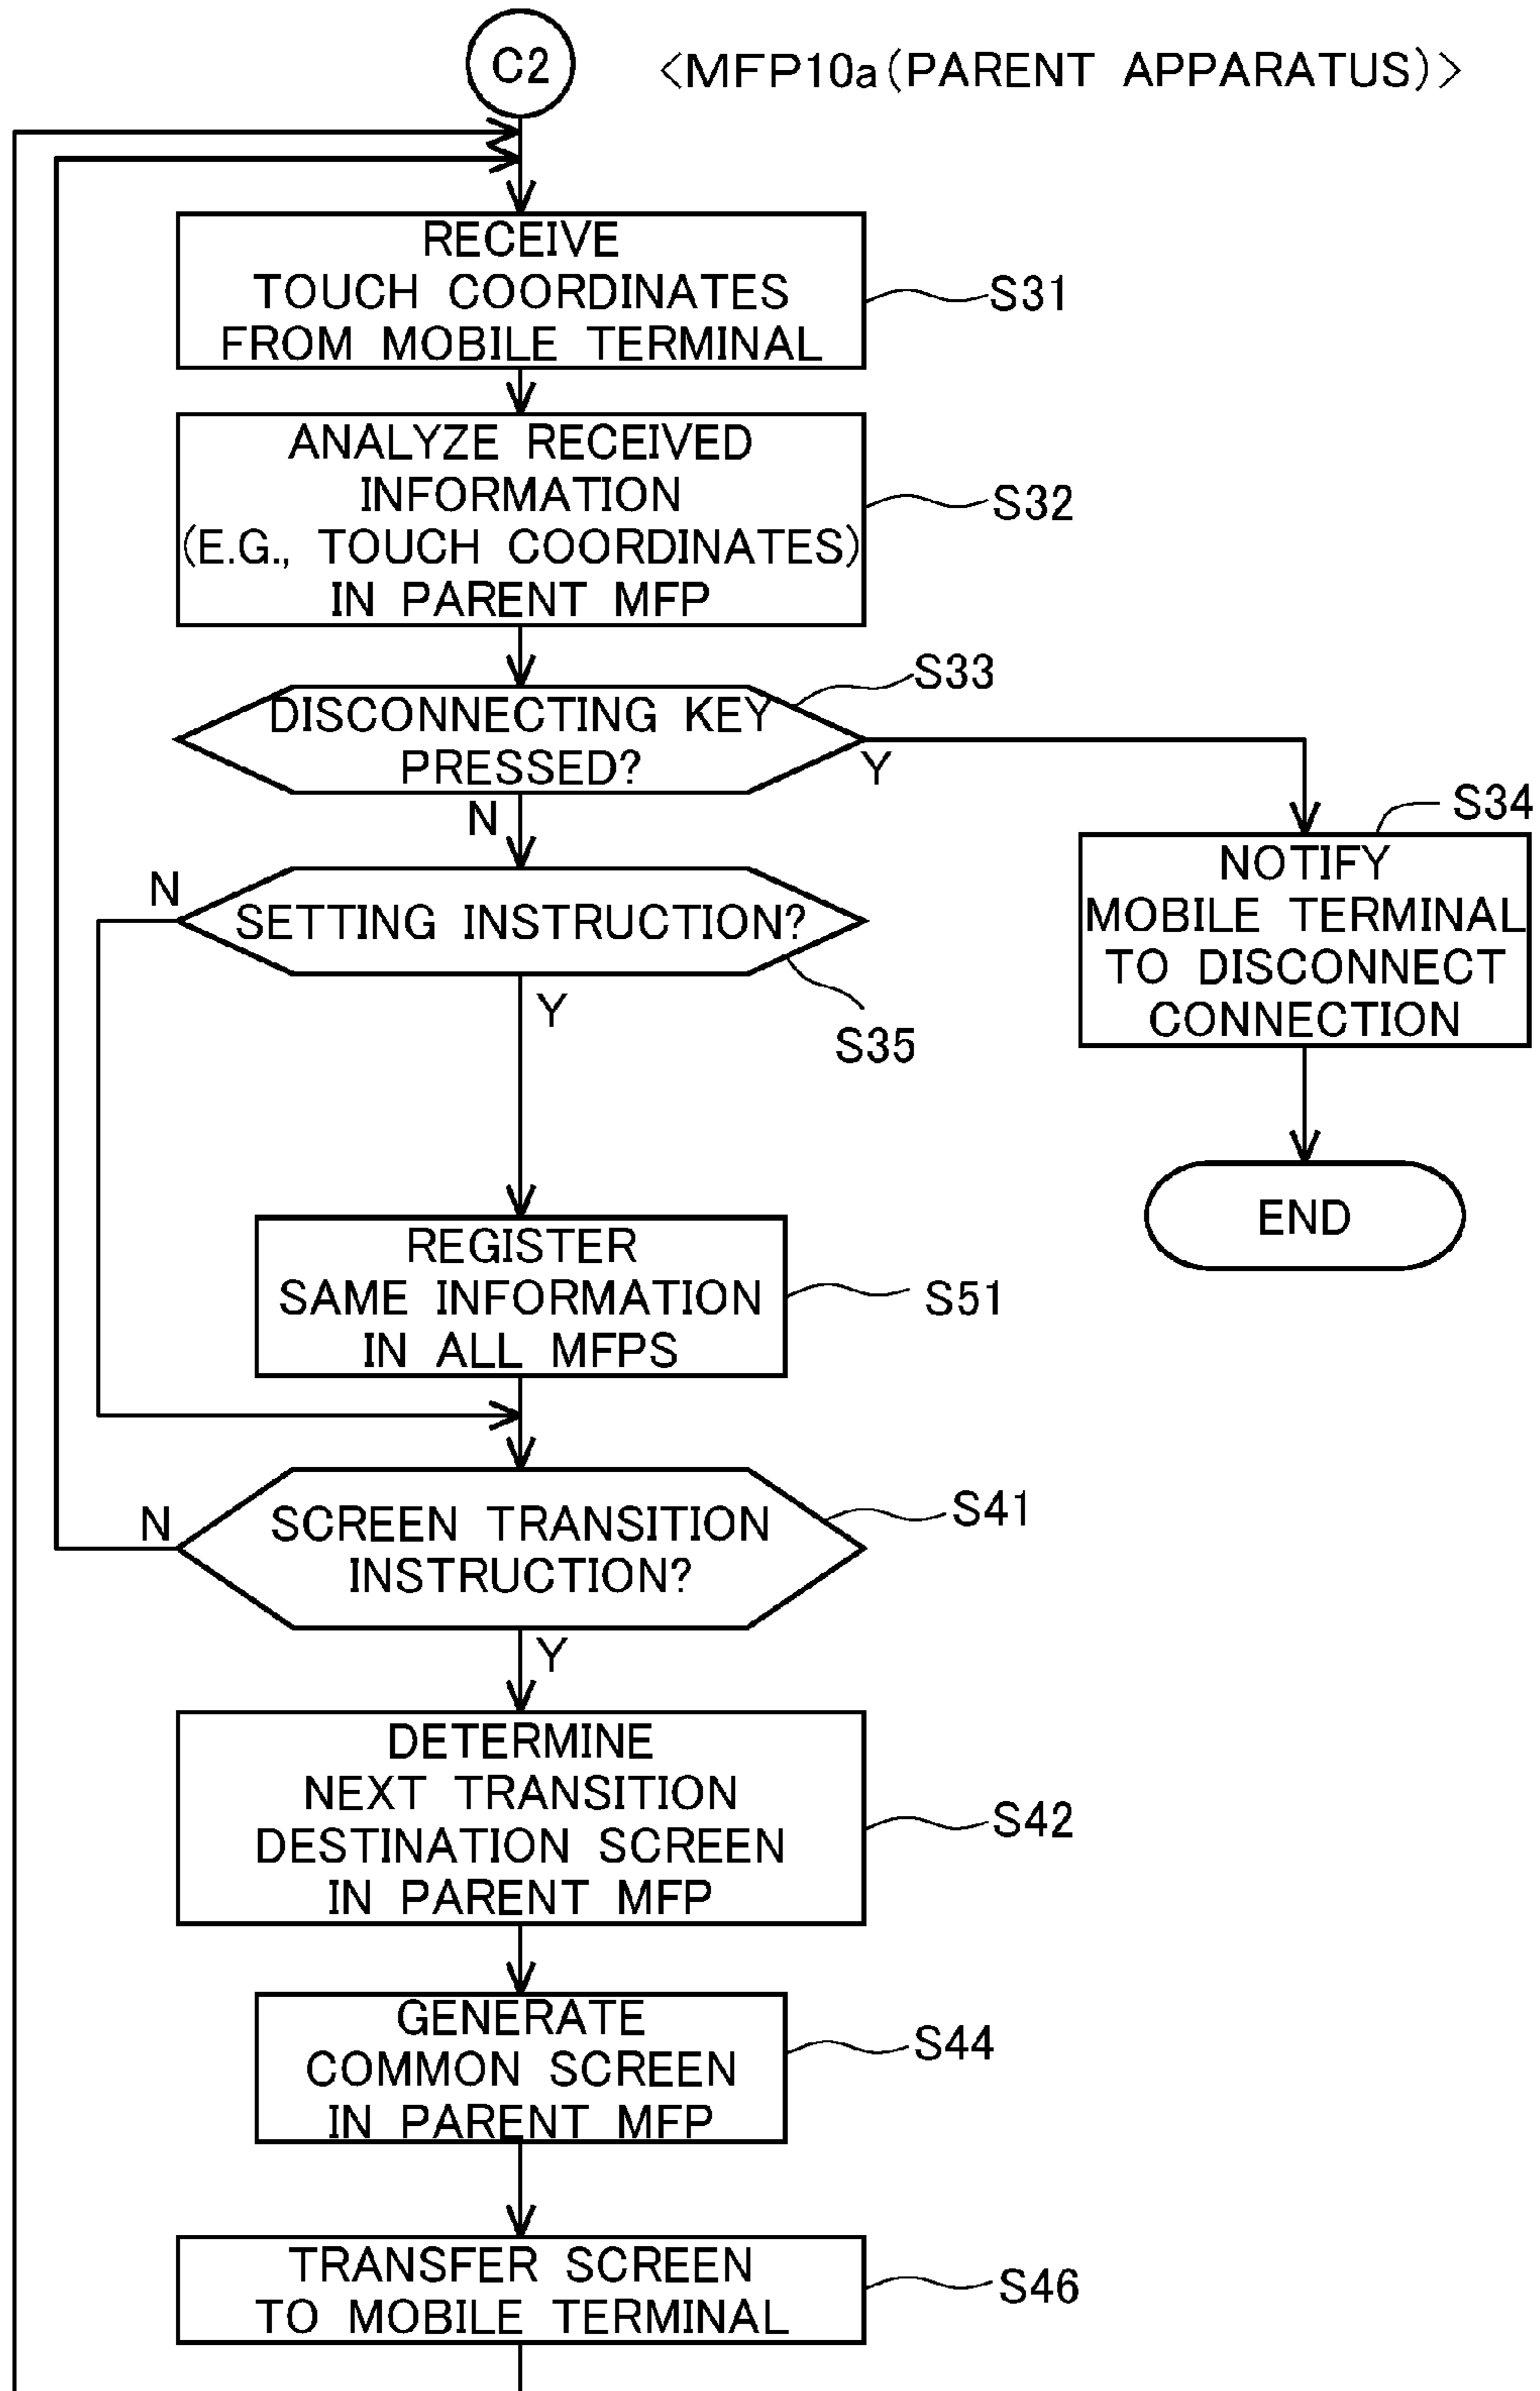 C2
<MFP10a(PARENT APPARATUS)>
RECEIVE
TOUCH COORDINATES
FROM MOBILE TERMINAL
S31
ANALYZE RECEIVED
INFORMATION
(E.G., TOUCH COORDINATES)
IN PARENT MFP
S32
DISCONNECTING KEY
PRESSED?
S33
Y
N
S34
NOTIFY
MOBILE TERMINAL
TO DISCONNECT
CONNECTION
END
N
SETTING INSTRUCTION?
Y
S35
REGISTER
SAME INFORMATION
IN ALL MFPS
S51
N
SCREEN TRANSITION
INSTRUCTION?
S41
Y
DETERMINE
NEXT TRANSITION
DESTINATION SCREEN
IN PARENT MFP
S42
GENERATE
COMMON SCREEN
IN PARENT MFP
S44
TRANSFER SCREEN
TO MOBILE TERMINAL
S46